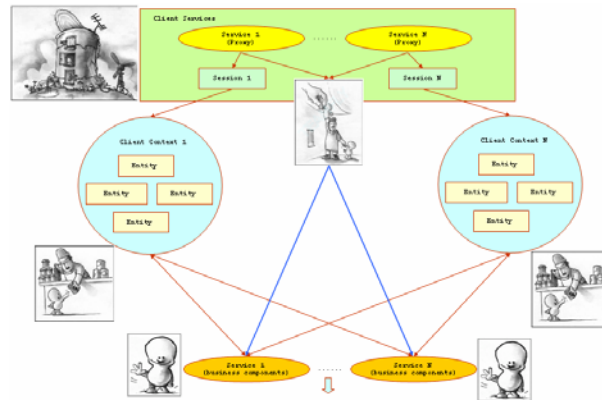 Client Services
Service 1
(Proxy)
......
Service N
(Proxy)
Session 1
Session N
Client Context 1
Entity
Entity
Entity
Entity
Client Context N
Entity
Entity
Entity
Entity
Service 1
(business components)
......
Service N
(business components)